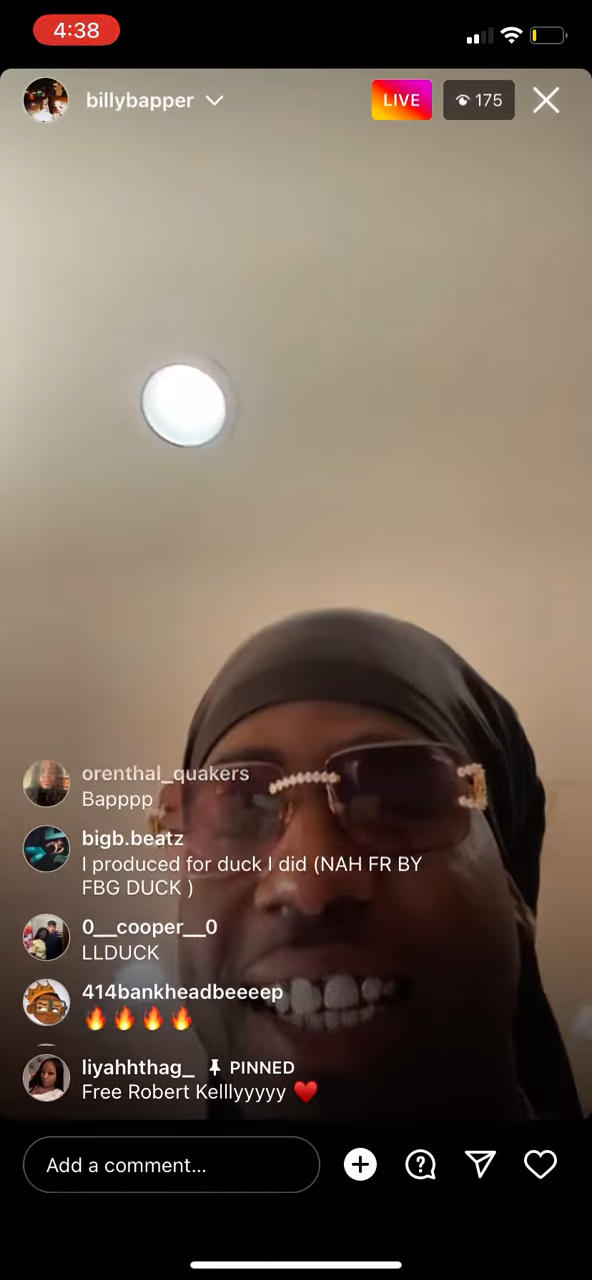 4:38
billybapper
LIVE
175
orenthal_quakers
Bapppp
bigb.beatz
I produced for duck I did (NAH FR BY
FBG DUCK )
0__cooper__0
LLDUCK
414bankheadbeeeep
🔥🔥🔥🔥
liyahhthag_ PINNED
Free Robert Kelllyyyyy ❤️
Add a comment...